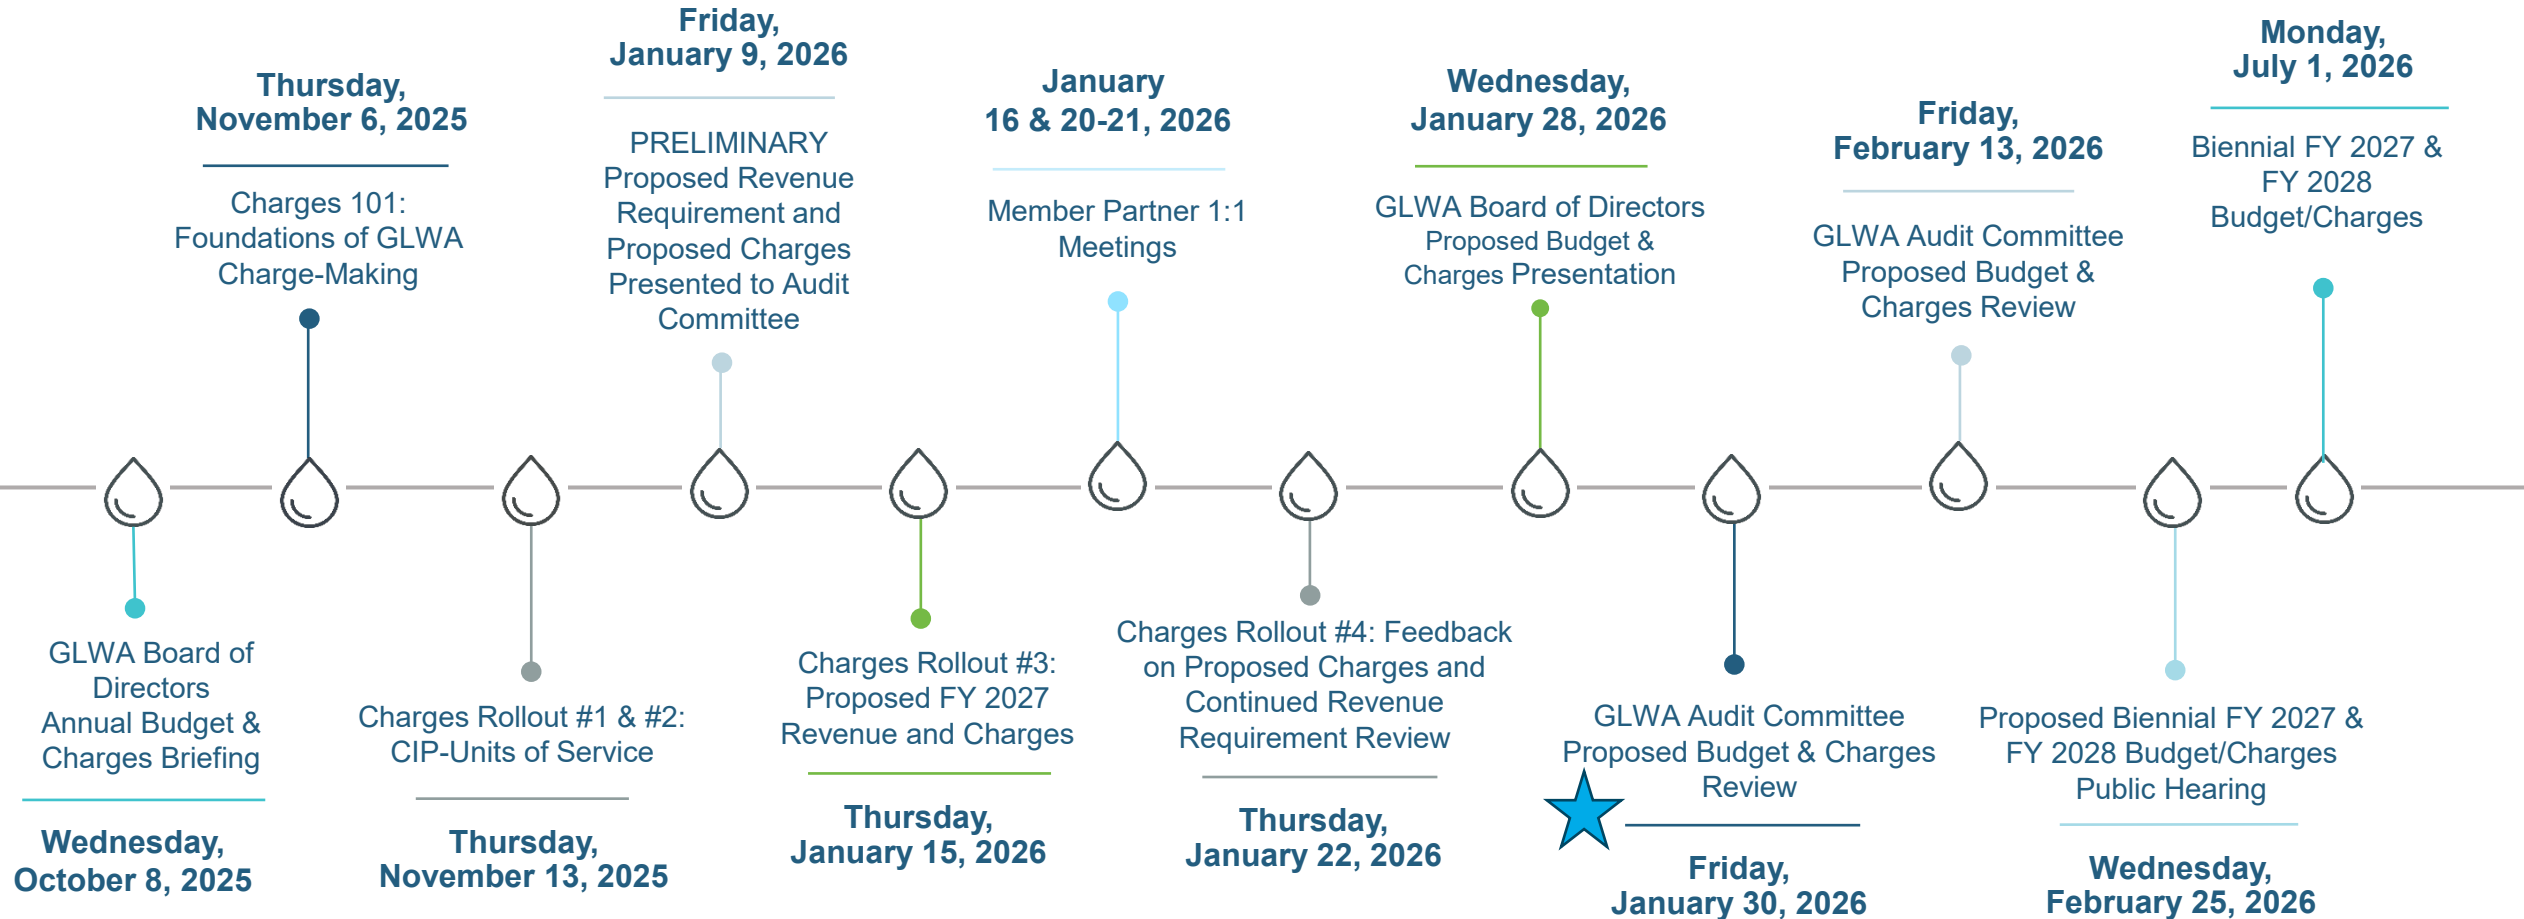 Wednesday,
October 8, 2025
GLWA Board of
Directors
Annual Budget &
Charges Briefing
Thursday,
November 6, 2025
Charges 101:
Foundations of GLWA
Charge-Making
Charges Rollout #1 & #2:
CIP-Units of Service
Thursday,
November 13, 2025
Friday,
January 9, 2026
PRELIMINARY
Proposed Revenue
Requirement and
Proposed Charges
Presented to Audit
Committee
Charges Rollout #3:
Proposed FY 2027
Revenue and Charges
Thursday,
January 15, 2026
January
16 & 20-21, 2026
Member Partner 1:1
Meetings
Charges Rollout #4: Feedback
on Proposed Charges and
Continued Revenue
Requirement Review
Thursday,
January 22, 2026
Wednesday,
January 28, 2026
GLWA Board of Directors
Proposed Budget &
Charges Presentation
GLWA Audit Committee
Proposed Budget & Charges
Review
Friday,
January 30, 2026
Friday,
February 13, 2026
GLWA Audit Committee
Proposed Budget &
Charges Review
Proposed Biennial FY 2027 &
FY 2028 Budget/Charges
Public Hearing
Wednesday,
February 25, 2026
Monday,
July 1, 2026
Biennial FY 2027 &
FY 2028
Budget/Charges